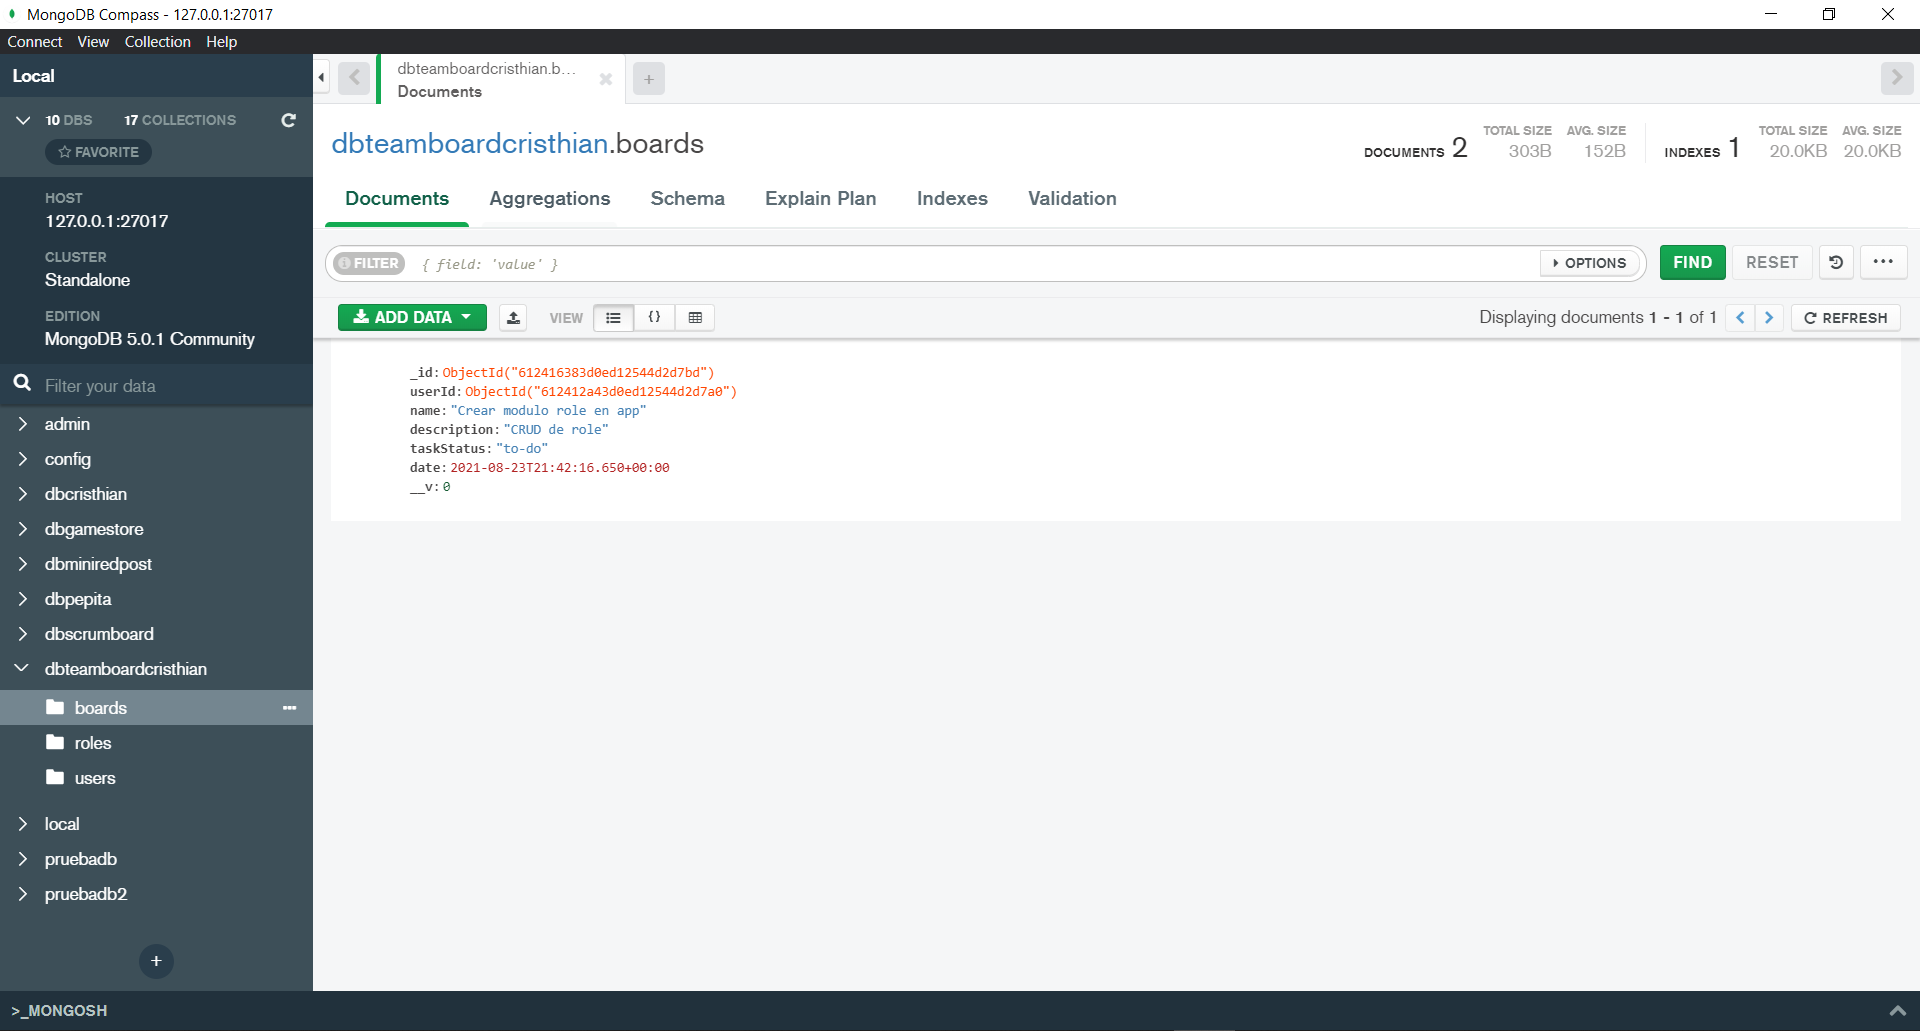 MongoDB Compass - 127.0.0.1:27017
Connect View Collection Help
Local
10 DBS 17 COLLECTIONS
FAVORITE
HOST
127.0.0.1:27017
CLUSTER
Standalone
EDITION
MongoDB 5.0.1 Community
Filter your data
admin
config
dbcristhian
dbgamestore
dbminiredpost
dbpepita
dbscrumboard
dbteamboardcristhian
boards
roles
users
local
pruebadb
pruebadb2
+
dbteamboardcristhian.b...
Documents
+
dbteamboardcristhian.boards
DOCUMENTS 2 TOTAL SIZE 303B AVG. SIZE 152B INDEXES 1 TOTAL SIZE 20.0KB AVG. SIZE 20.0KB
Documents Aggregations Schema Explain Plan Indexes Validation
FILTER { field: 'value' } OPTIONS FIND RESET ...
ADD DATA VIEW {} Displaying documents 1 - 1 of 1 REFRESH
_id: ObjectId("612416383d0ed12544d2d7bd")
userId: ObjectId("612412a43d0ed12544d2d7a0")
name: "Crear modulo role en app"
description: "CRUD de role"
taskStatus: "to-do"
date: 2021-08-23T21:42:16.650+00:00
__v: 0
>_MONGOSH